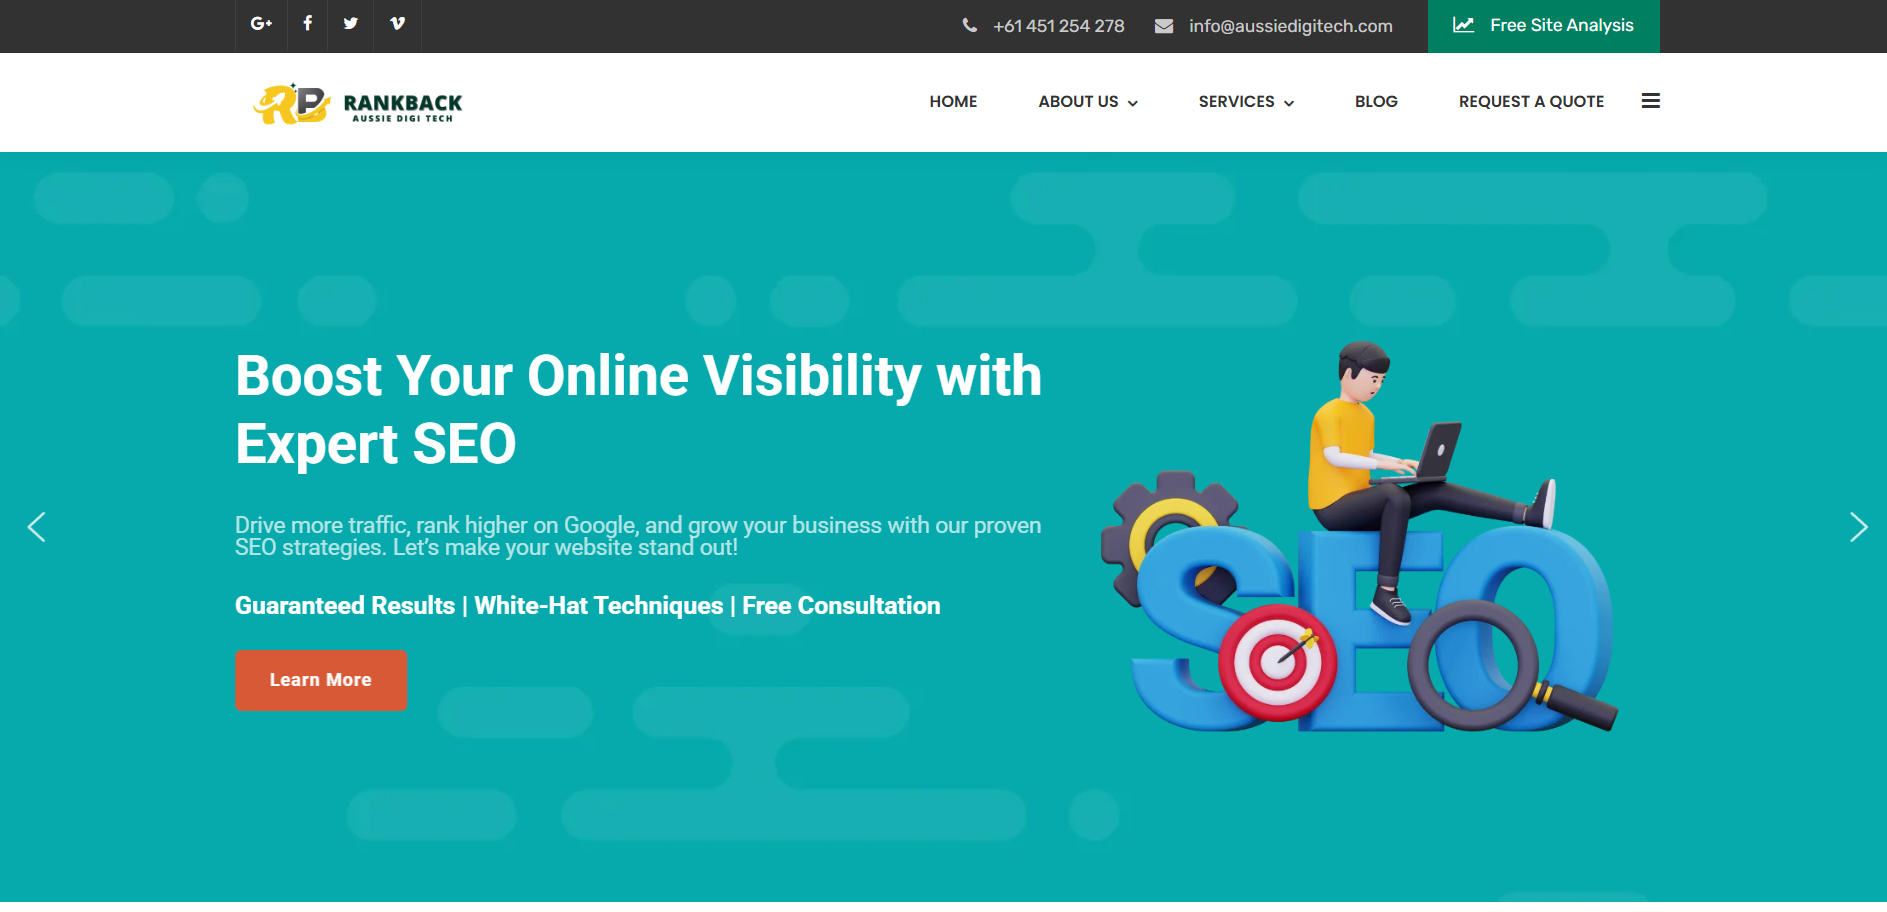 +61 451 254 278
info@aussiedigitech.com
Free Site Analysis
RANKBACK
AUSSIE DIGI TECH
HOME
ABOUT US
SERVICES
BLOG
REQUEST A QUOTE
Boost Your Online Visibility with
Expert SEO
Drive more traffic, rank higher on Google, and grow your business with our proven
SEO strategies. Let’s make your website stand out!
Guaranteed Results | White-Hat Techniques | Free Consultation
Learn More
SEO